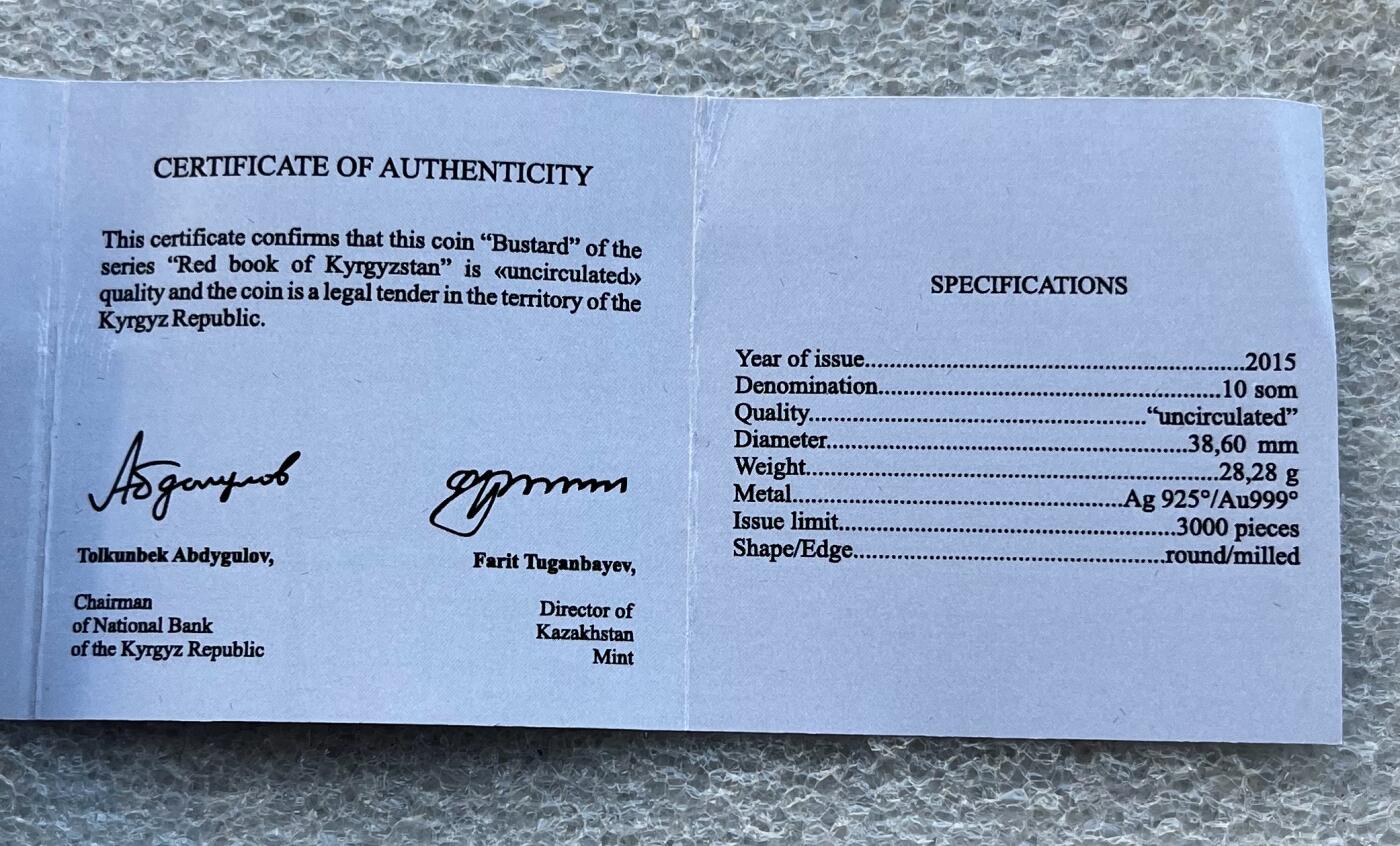 CERTIFICATE OF AUTHENTICITY
This certificate confirms that this coin “Bustard” of the
series “Red book of Kyrgyzstan” is «uncirculated»
quality and the coin is a legal tender in the territory of the
Kyrgyz Republic.
Tolkunbek Abdygulov,
Chairman
of National Bank
of the Kyrgyz Republic
Farit Tuganbayev,
Director of
Kazakhstan
Mint
SPECIFICATIONS
Year of issue....................................................................2015
Denomination..............................................................10 som
Quality.............................................................“uncirculated”
Diameter.................................................................38,60 mm
Weight..........................................................................28,28 g
Metal............................................................Ag 925°/Au999°
Issue limit.............................................................3000 pieces
Shape/Edge.........................................................round/milled